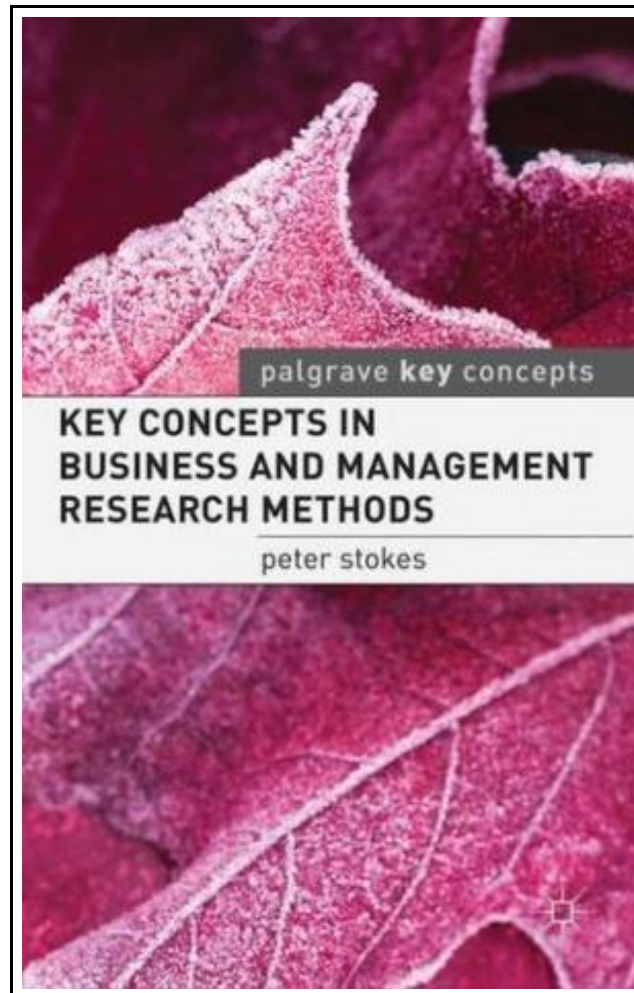 palgrave key concepts
KEY CONCEPTS IN
BUSINESS AND MANAGEMENT
RESEARCH METHODS
peter stokes